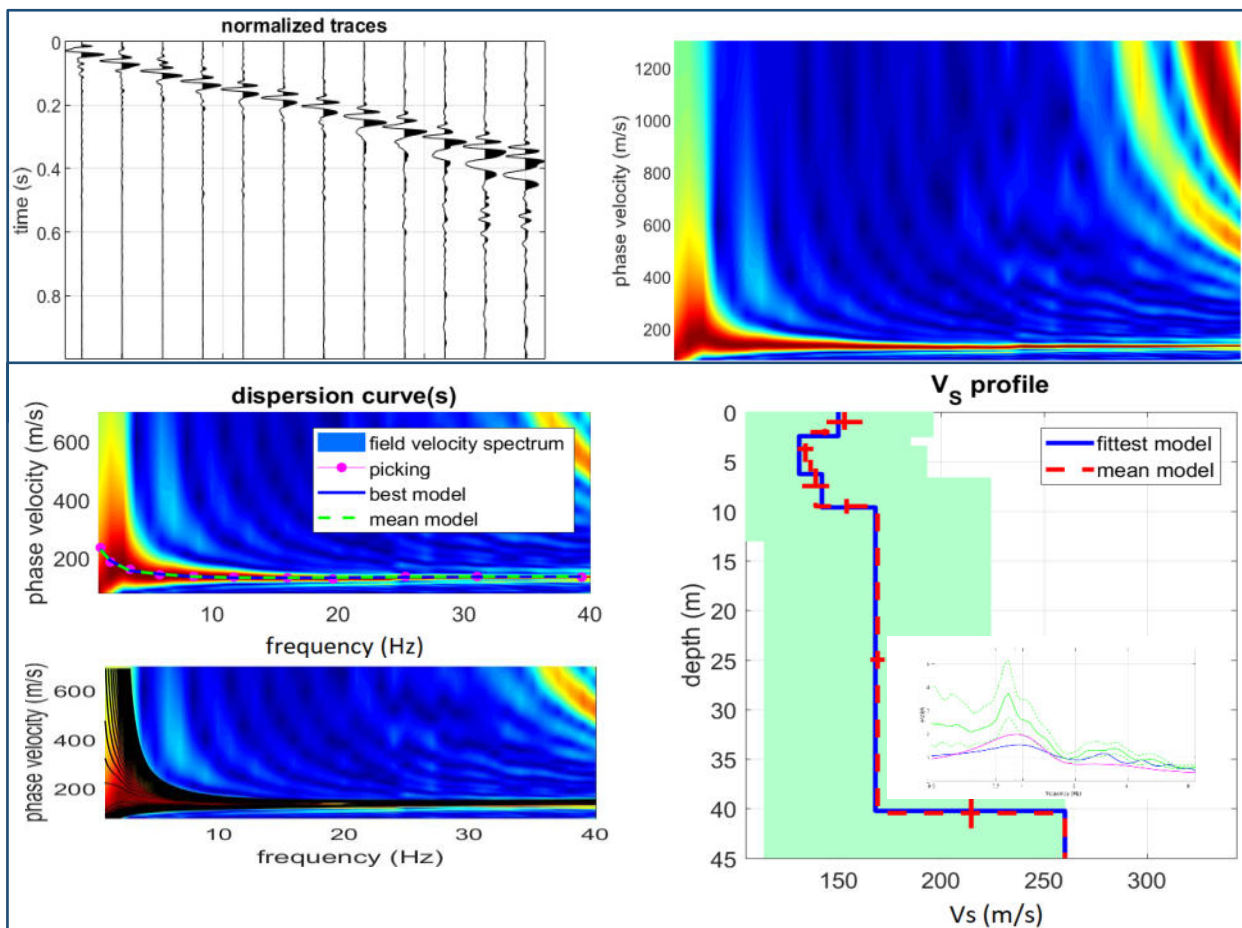 normalized traces
0
0.2
0.4
0.6
0.8
time (s)
1200
1000
800
600
400
200
phase velocity (m/s)
dispersion curve(s)
600
400
200
phase velocity (m/s)
field velocity spectrum
picking
best model
mean model
10 20 30 40
frequency (Hz)
600
400
200
phase velocity (m/s
10 20 30 40
frequency (Hz)
VS profile
0
5
10
15
20
25
30
35
40
45
depth (m)
fittest model
mean model
150 200 250 300
Vs (m/s)